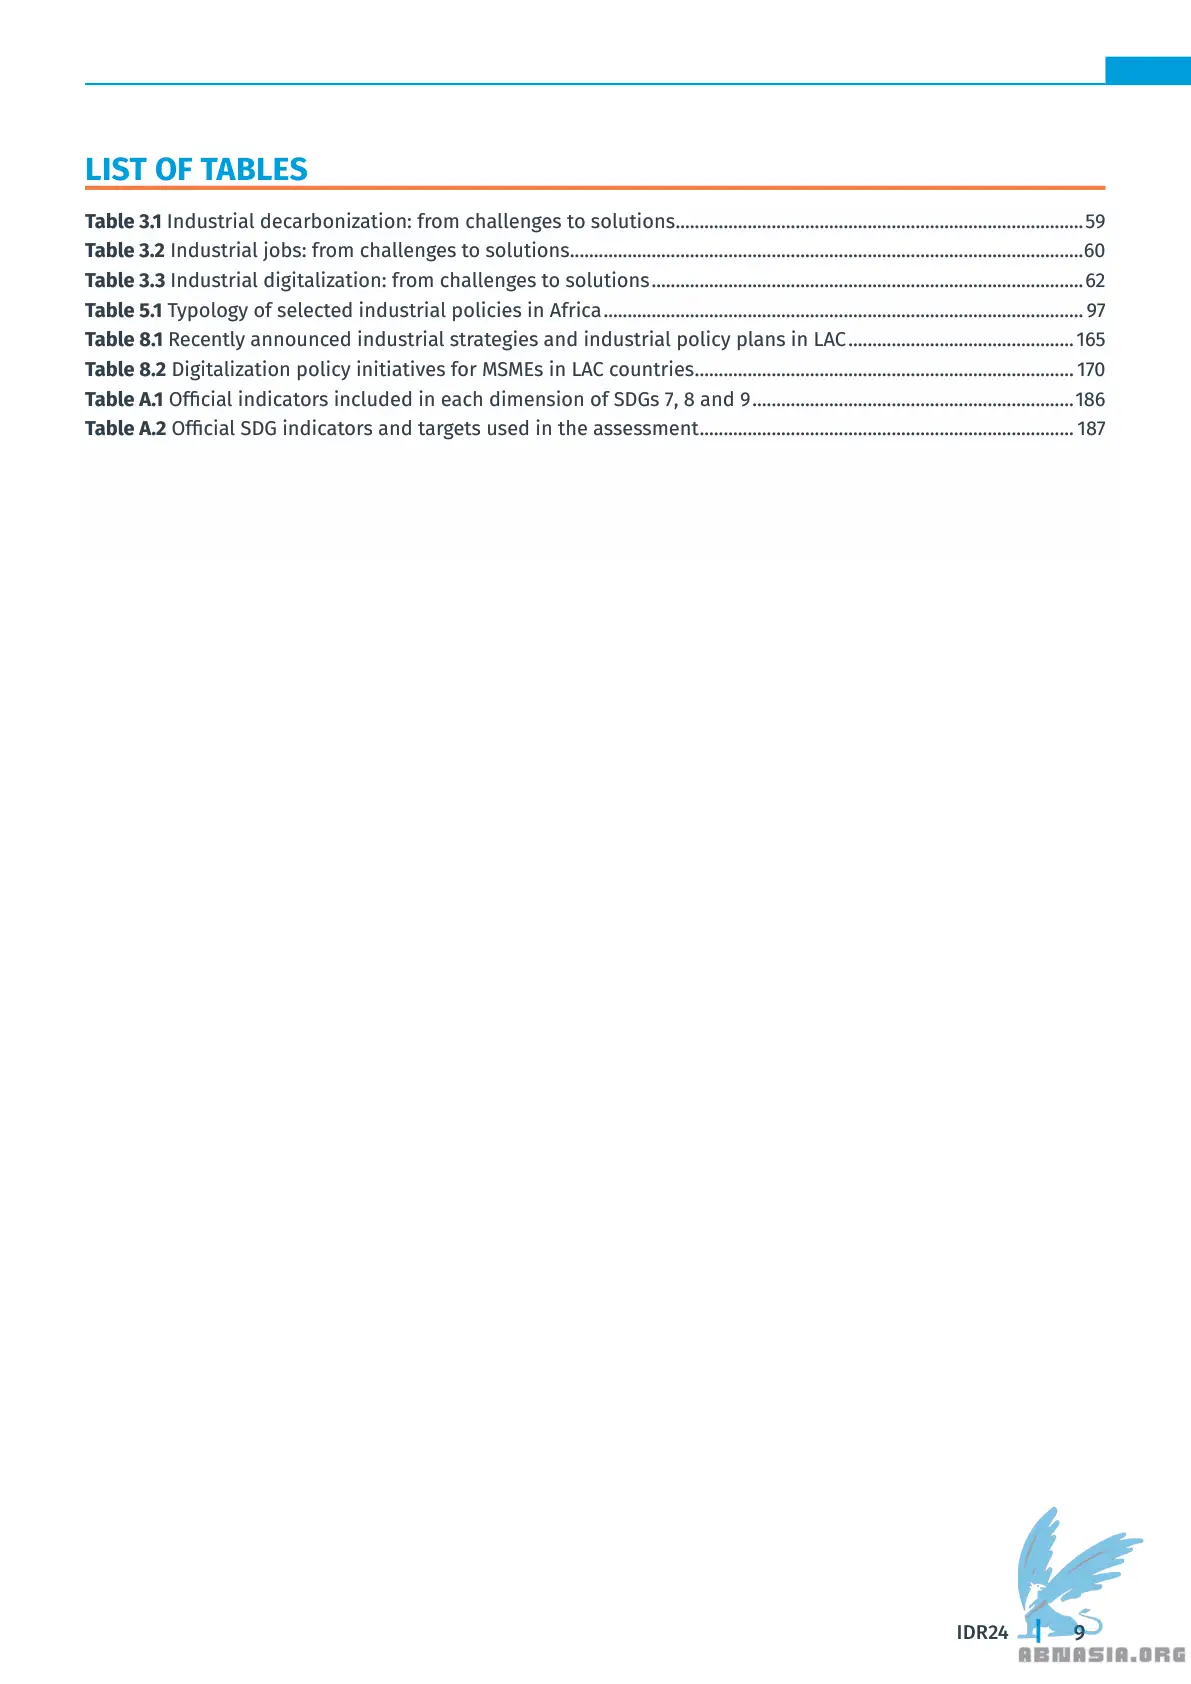 LIST OF TABLES
Table 3.1 Industrial decarbonization: from challenges to solutions.....................................................................................59
Table 3.2 Industrial jobs: from challenges to solutions...........................................................................................................60
Table 3.3 Industrial digitalization: from challenges to solutions..........................................................................................62
Table 5.1 Typology of selected industrial policies in Africa.................................................................................................... 97
Table 8.1 Recently announced industrial strategies and industrial policy plans in LAC............................................... 165
Table 8.2 Digitalization policy initiatives for MSMEs in LAC countries............................................................................... 170
Table A.1 Official indicators included in each dimension of SDGs 7, 8 and 9...................................................................186
Table A.2 Official SDG indicators and targets used in the assessment.............................................................................. 187
IDR24 | 9
ABNASIA.ORG